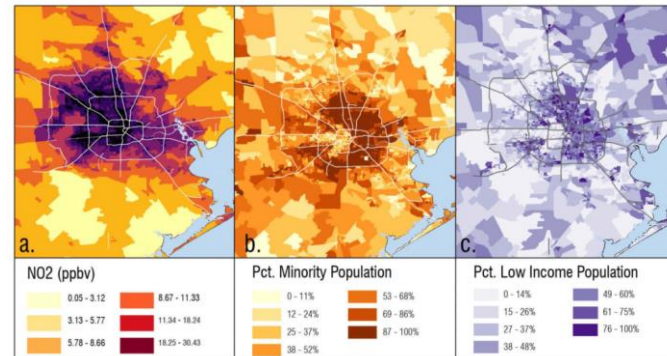 a.
b.
c.
NO2 (ppbv)
0.05 - 3.12
3.13 - 5.77
5.78 - 8.66
8.67 - 11.33
11.34 - 18.24
18.25 - 30.43
Pct. Minority Population
0 - 11%
12 - 24%
25 - 37%
38 - 52%
53 - 68%
69 - 86%
87 - 100%
Pct. Low Income Population
0 - 14%
15 - 26%
27 - 37%
38 - 48%
49 - 60%
61 - 75%
76 - 100%